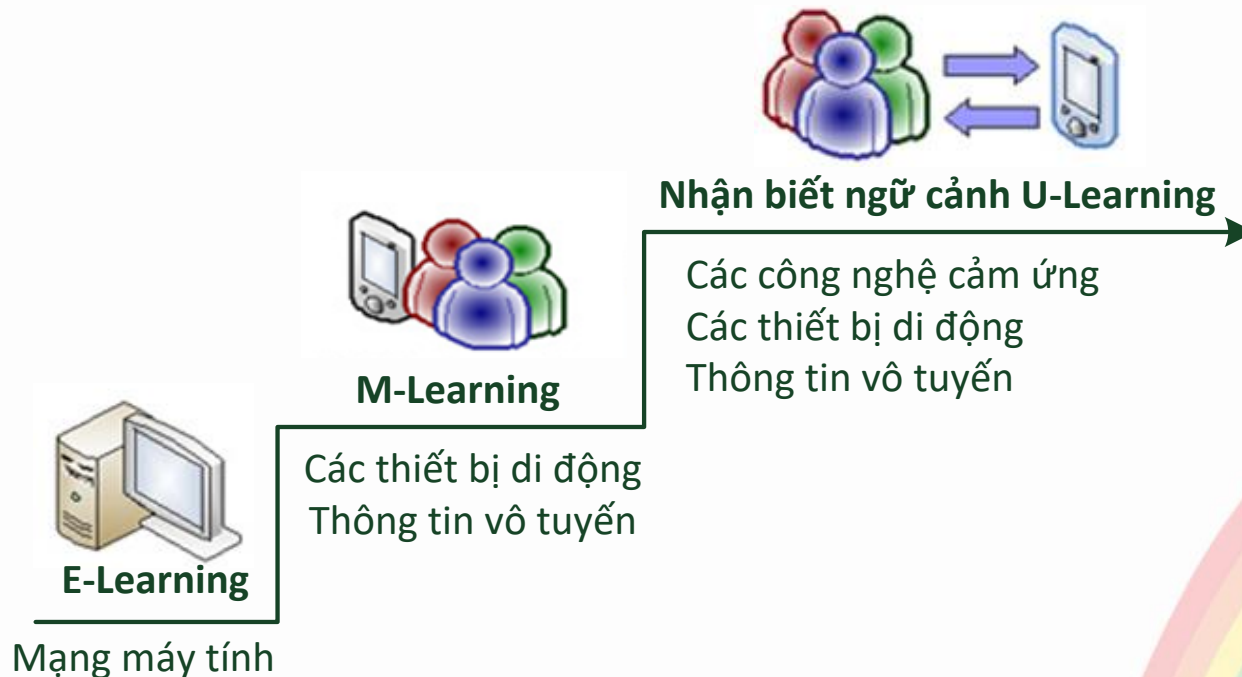 Nhận biết ngữ cảnh U-Learning
Các công nghệ cảm ứng
Các thiết bị di động
Thông tin vô tuyến
M-Learning
Các thiết bị di động
Thông tin vô tuyến
E-Learning
Mạng máy tính